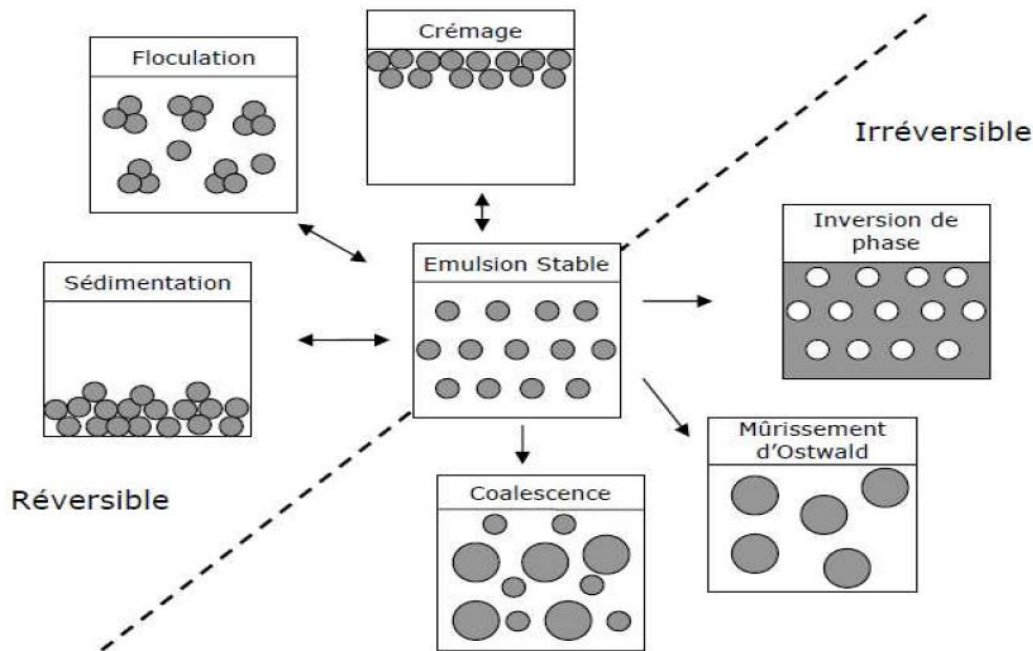 Crémage
Floculation
Irréversible
Inversion de
phase
Emulsion Stable
Sédimentation
Mûrissement
d'Ostwald
Coalescence
Réversible